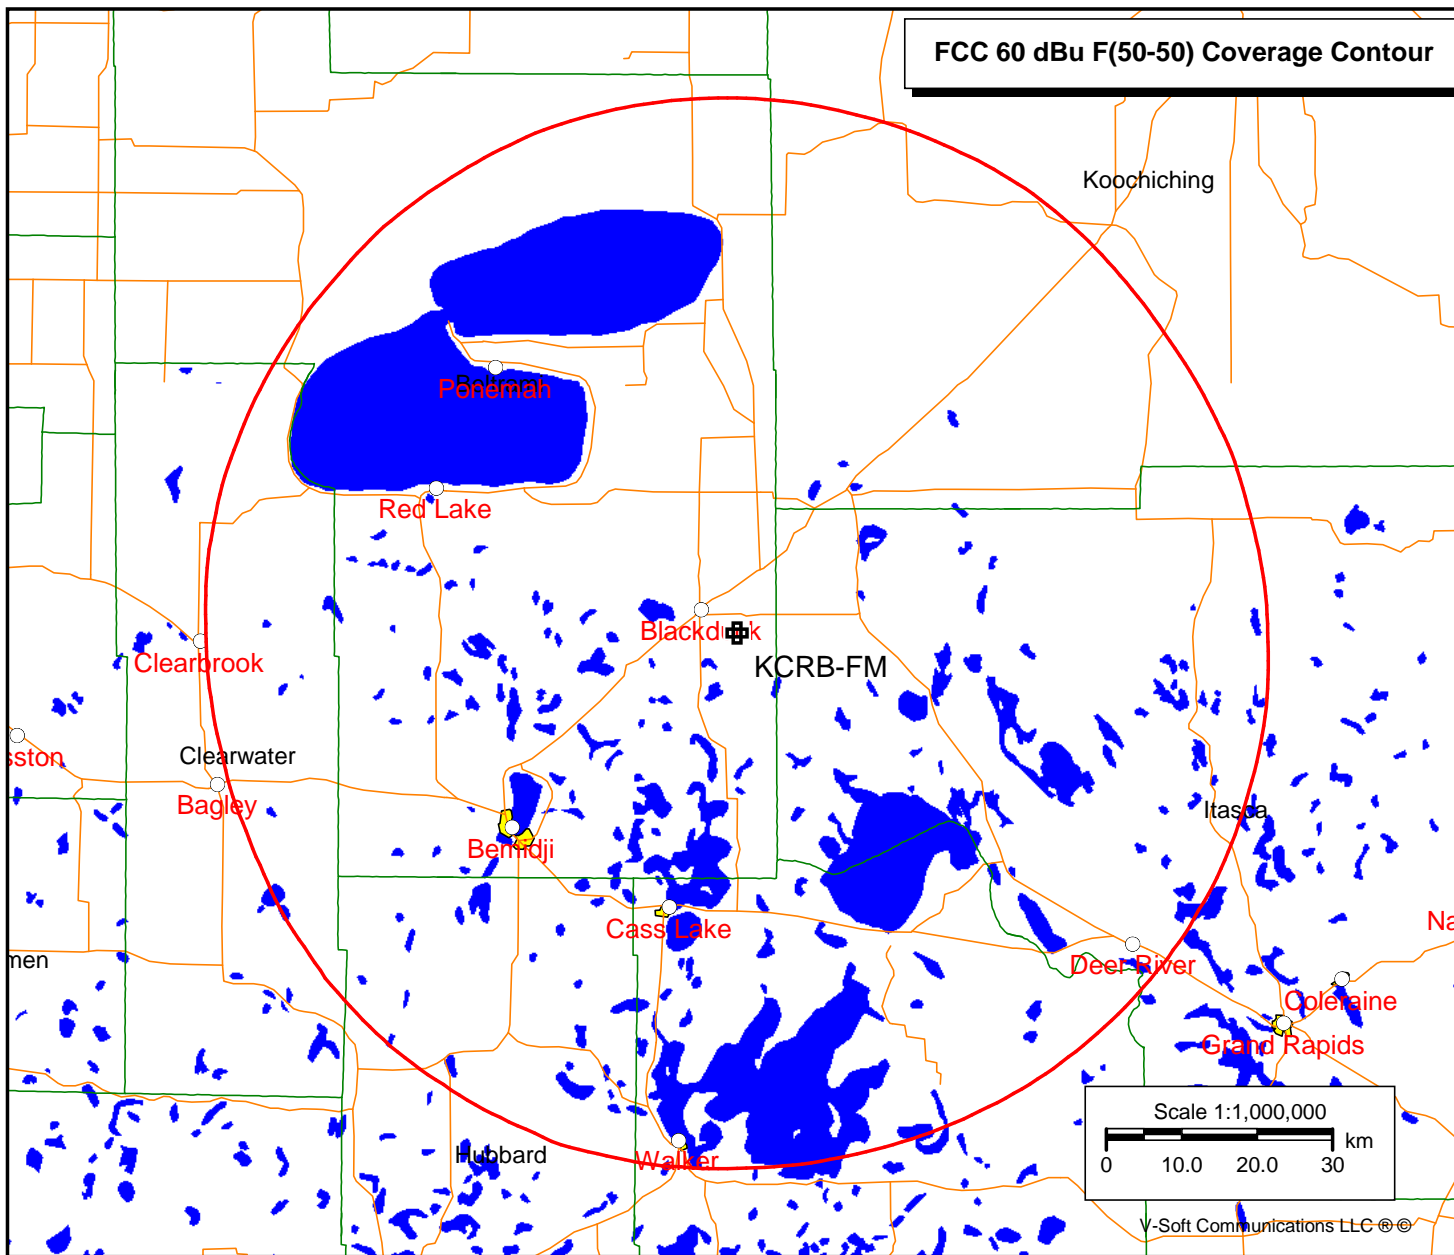 FCC 60 dBu F(50-50) Coverage Contour
Koochiching
Ponemah
Red Lake
Blackduck
KCRB-FM
Clearbrook
sston
Clearwater
Bagley
Itasca
Bemidji
Cass Lake
Na
men
Deer River
Coleraine
Grand Rapids
Hubbard
Walker
Scale 1:1,000,000
km
0 10.0 20.0 30
V-Soft Communications LLC ® ©